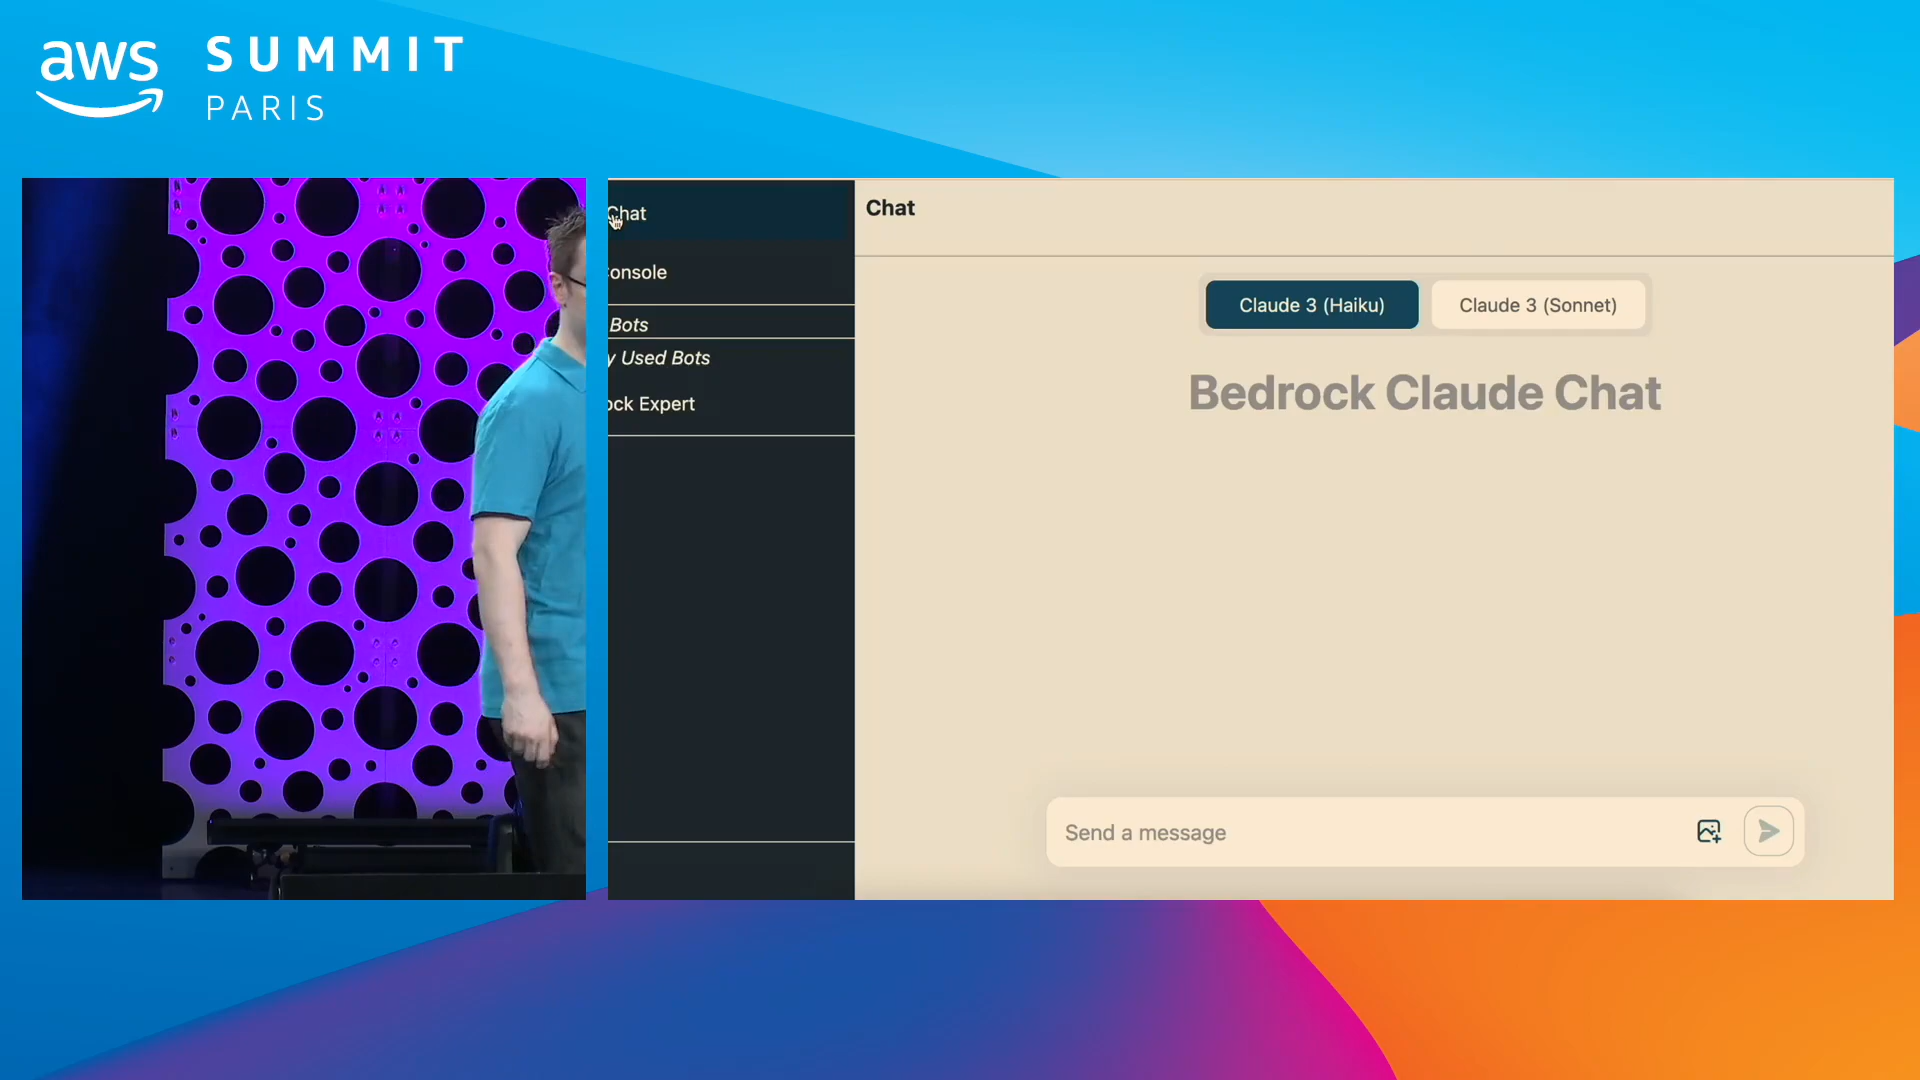 aws
SUMMIT
PARIS
Chat
onsole
Bots
y Used Bots
ock Expert
Chat
Claude 3 (Haiku)
Claude 3 (Sonnet)
Bedrock Claude Chat
Send a message